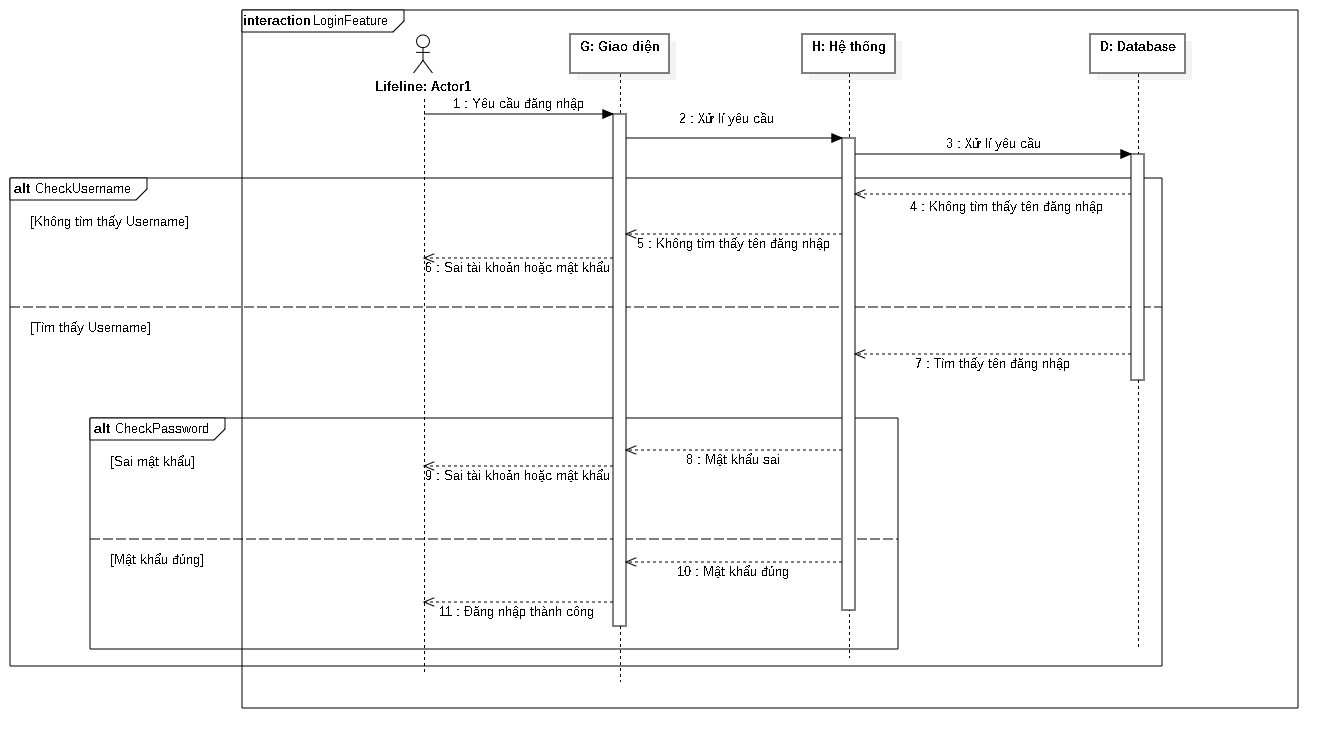 interaction LoginFeature
G: Giao diện
H: Hệ thống
D: Database
Lifeline: Actor1
1 : Yêu cầu đăng nhập
2 : Xử lí yêu cầu
3 : Xử lí yêu cầu
alt CheckUsername
[Không tìm thấy Username]
4 : Không tìm thấy tên đăng nhập
5 : Không tìm thấy tên đăng nhập
6 : Sai tài khoản hoặc mật khẩu
[Tìm thấy Username]
7 : Tìm thấy tên đăng nhập
alt CheckPassword
[Sai mật khẩu]
8 : Mật khẩu sai
9 : Sai tài khoản hoặc mật khẩu
[Mật khẩu đúng]
10 : Mật khẩu đúng
11 : Đăng nhập thành công